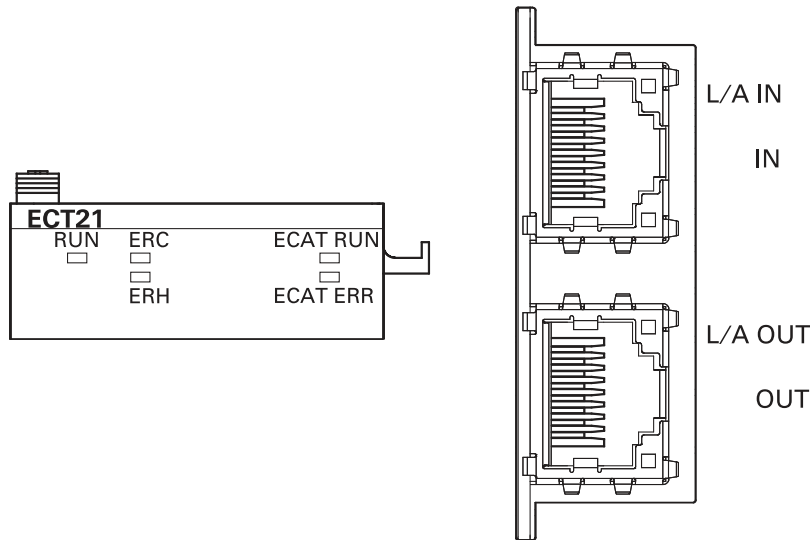 ECT21
RUN ERC ECAT RUN
ERH ECAT ERR
L/A IN
IN
L/A OUT
OUT